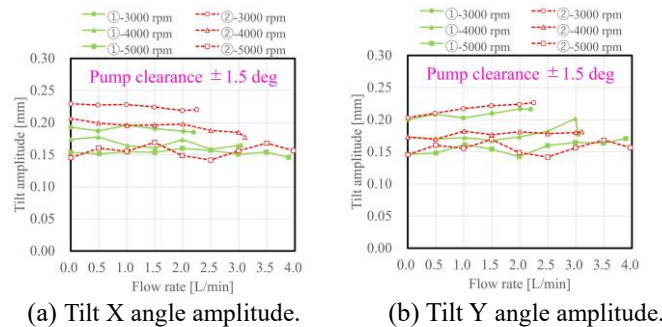 ①-3000 rpm ②-3000 rpm
①-4000 rpm ②-4000 rpm
①-5000 rpm ②-5000 rpm
0.30
Pump clearance ±1.5 deg
0.25
0.20
0.15
0.10
0.05
0.00
Tilt amplitude [mm]
0.0 0.5 1.0 1.5 2.0 2.5 3.0 3.5 4.0
Flow rate [L/min]
(a) Tilt X angle amplitude.
①-3000 rpm ②-3000 rpm
①-4000 rpm ②-4000 rpm
①-5000 rpm ②-5000 rpm
0.30
Pump clearance ±1.5 deg
0.25
0.20
0.15
0.10
0.05
0.00
Tilt amplitude [mm]
0.0 0.5 1.0 1.5 2.0 2.5 3.0 3.5 4.0
Flow rate [L/min]
(b) Tilt Y angle amplitude.